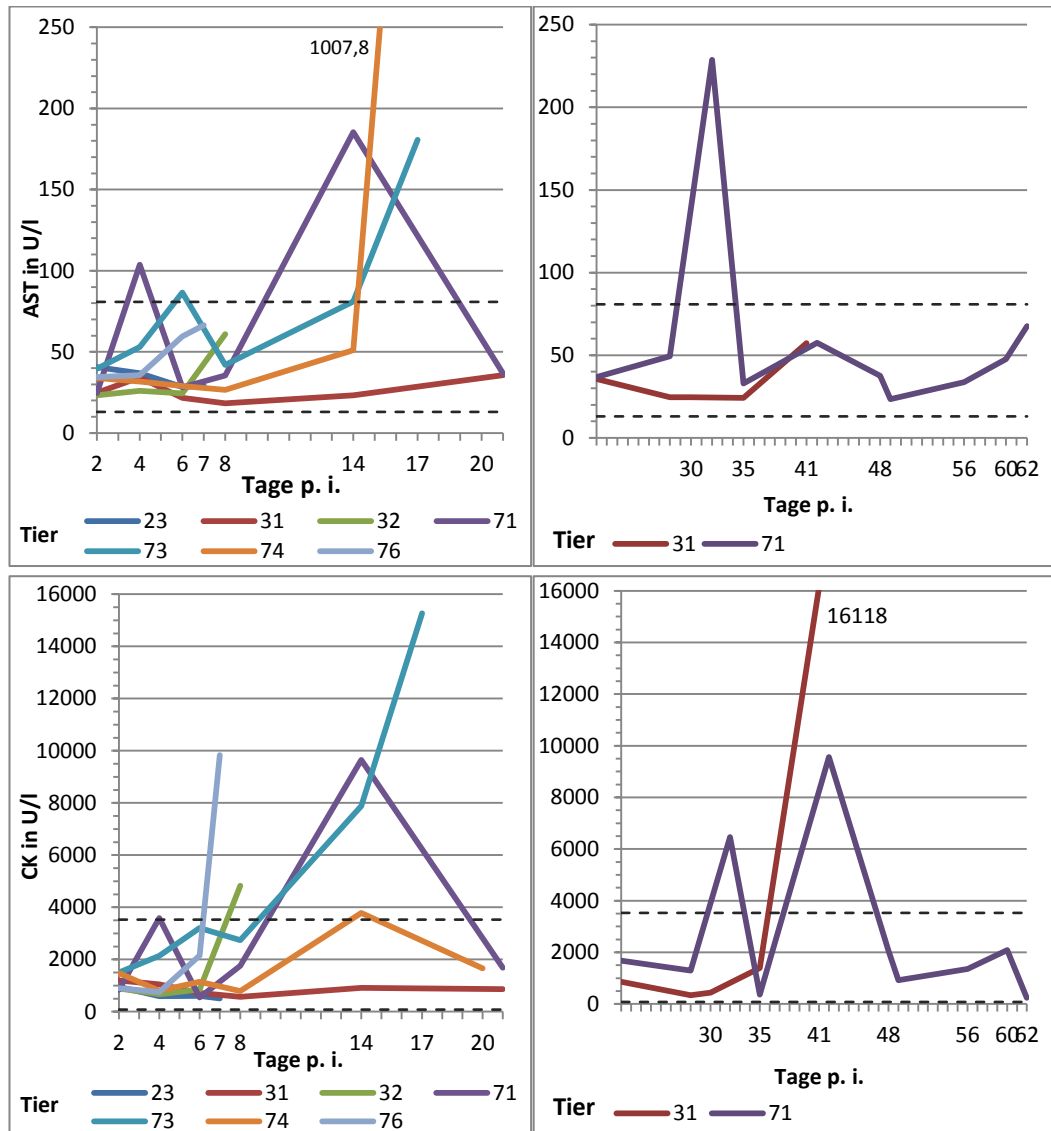 AST in U/l
250
200
150
100
50
0
1007,8
2 4 6 7 8 14 17 20
Tage p. i.
Tier
23 31 32 71
73 74 76
250
200
150
100
50
0
30 35 41 48 56 60 62
Tage p. i.
Tier 31 71
CK in U/l
16000
14000
12000
10000
8000
6000
4000
2000
0
2 4 6 7 8 14 17 20
Tage p. i.
Tier
23 31 32 71
73 74 76
16000
14000
12000
10000
8000
6000
4000
2000
0
16118
30 35 41 48 56 60 62
Tage p. i.
Tier 31 71